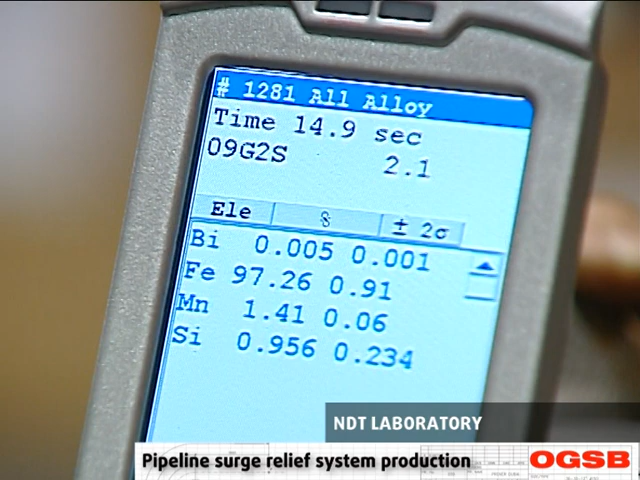 # 1281 All Alloy
Time 14.9 sec
09G2S 2.1
Ele % ± 2σ
Bi 0.005 0.001
Fe 97.26 0.91
Mn 1.41 0.06
Si 0.956 0.234
NDT LABORATORY
Pipeline surge relief system production
OGSB